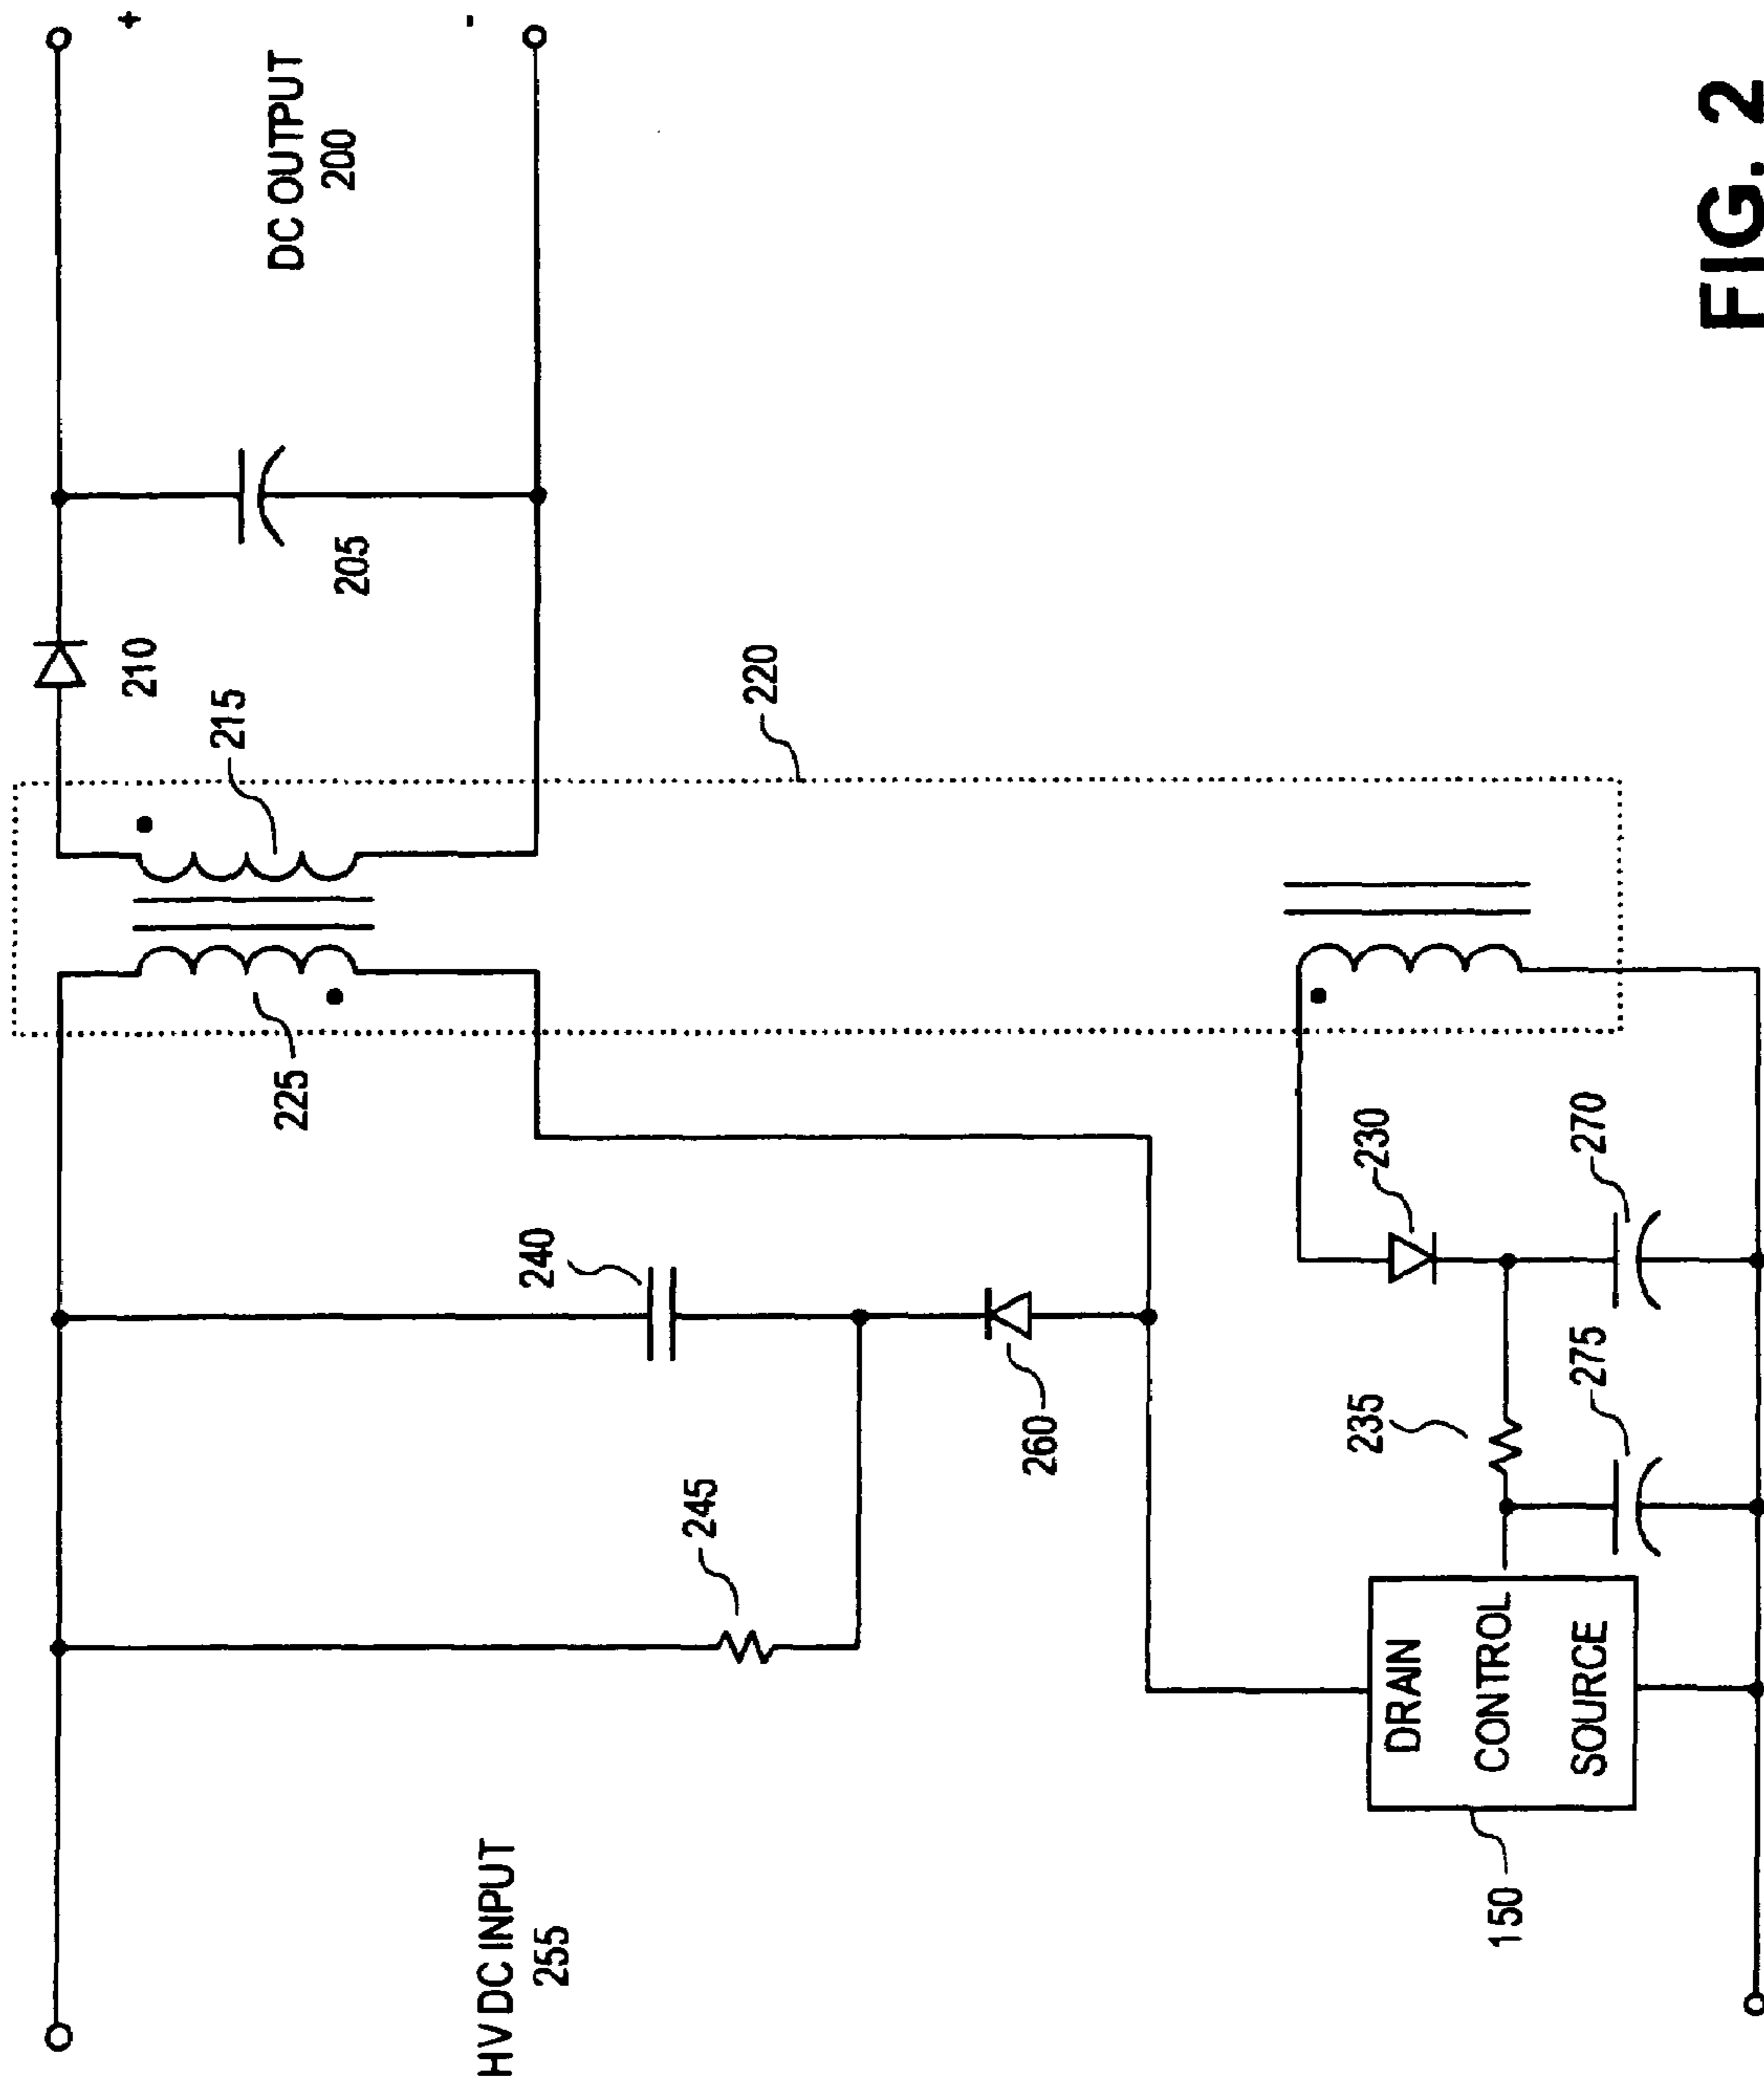 +
-
DC OUTPUT
200
210
205
215
220
225
240
245
260
230
270
235
275
HV DC INPUT
255
DRAIN
CONTROL
SOURCE
150
FIG. 2